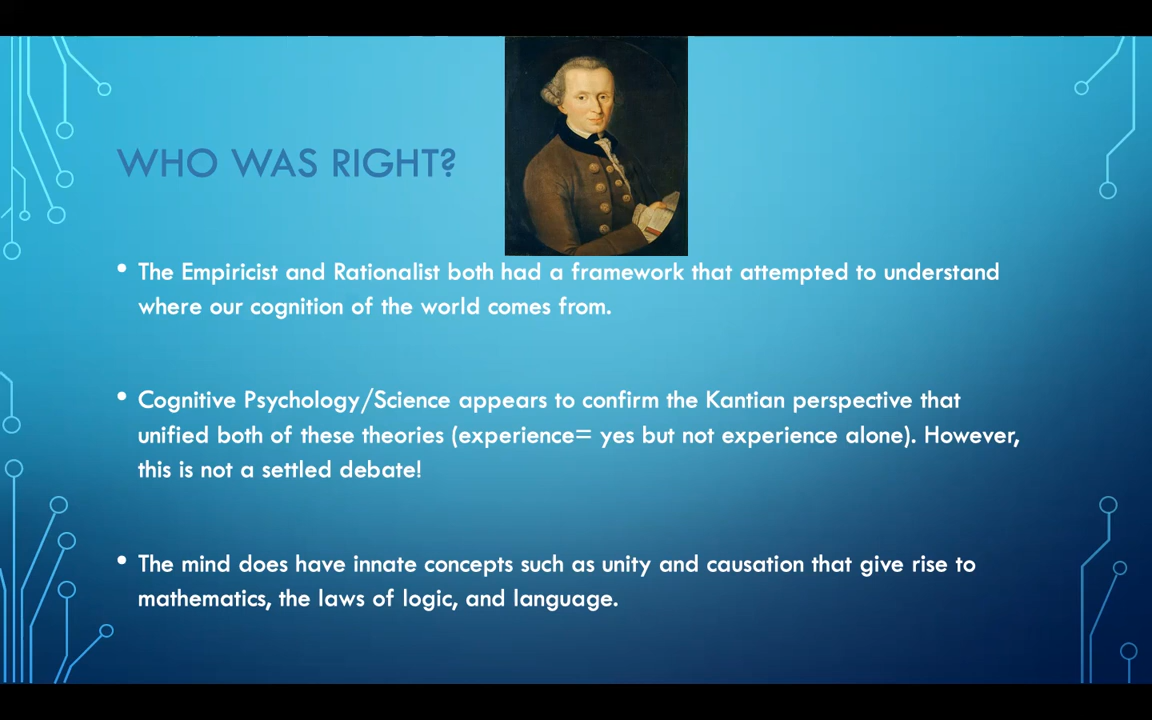 WHO WAS RIGHT?
• The Empiricist and Rationalist both had a framework that attempted to understand
where our cognition of the world comes from.
• Cognitive Psychology/Science appears to confirm the Kantian perspective that
unified both of these theories (experience= yes but not experience alone). However,
this is not a settled debate!
• The mind does have innate concepts such as unity and causation that give rise to
mathematics, the laws of logic, and language.